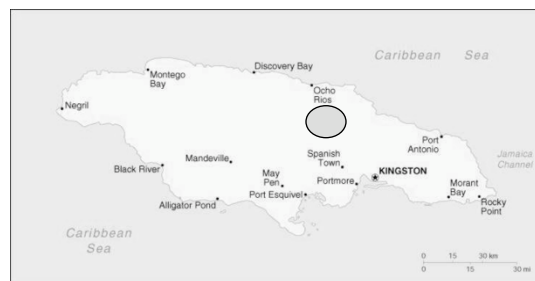 Caribbean Sea
Discovery Bay
Montego
Bay
Ocho
Rios
Negril
Port
Antonio
Jamaica
Channel
Spanish
Town
Mandeville
Black River
KINGSTON
May
Pen
Portmore
Morant
Bay
Port Esquivel
Rocky
Point
Alligator Pond
Caribbean
Sea
0 15 30 km
0 15 30 mi